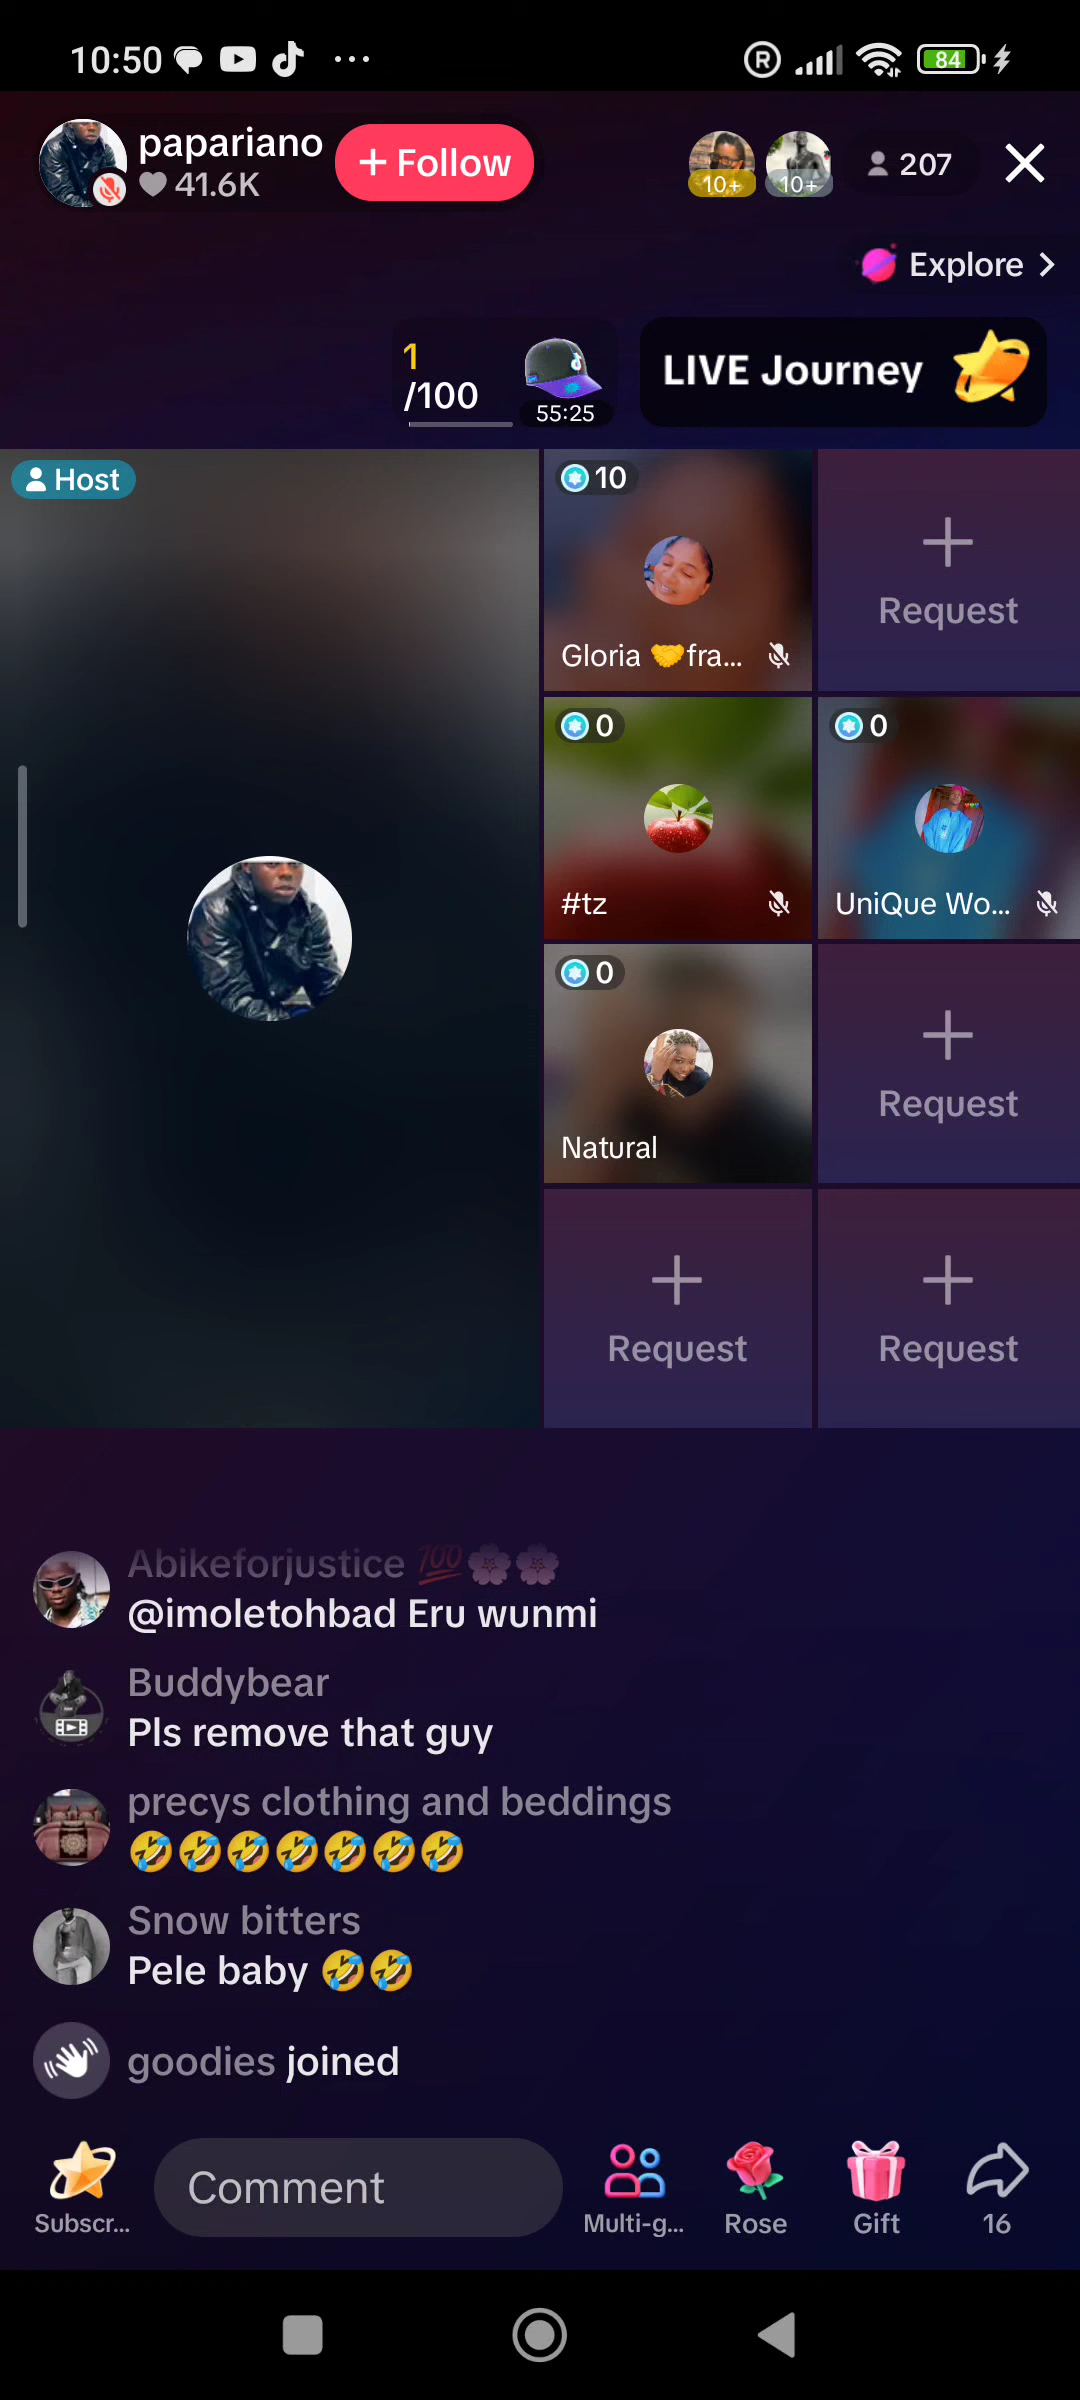 10:50
84
papariano
41.6K
+ Follow
10+
10+
207
Explore
1
/100
55:25
LIVE Journey
Host
10
Gloria 🤝fra...
Request
0
#tz
0
UniQue Wo...
0
Natural
Request
Request
Request
Abikeforjustice 💯🌸🌸
@imoletohbad Eru wunmi
Buddybear
Pls remove that guy
precys clothing and beddings
🤣🤣🤣🤣🤣🤣🤣
Snow bitters
Pele baby 🤣🤣
goodies joined
Subscr...
Comment
Multi-g...
Rose
Gift
16